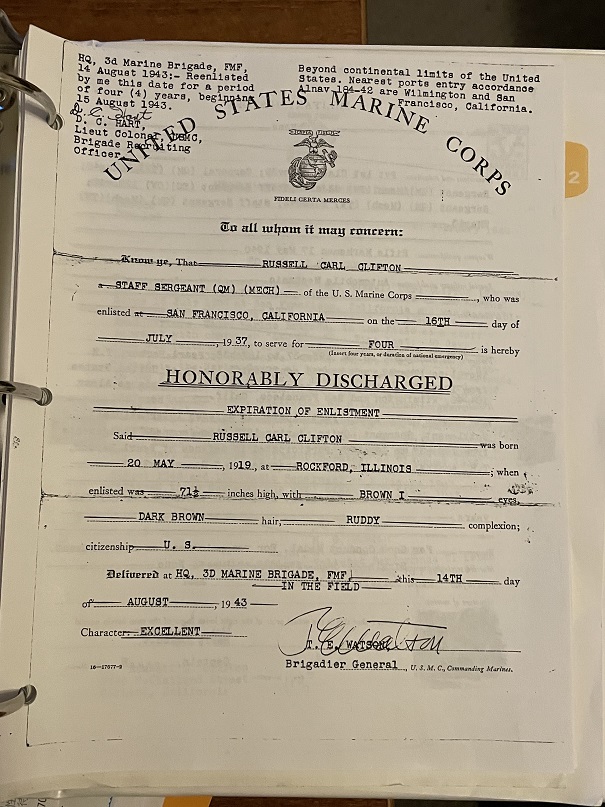 HQ, 3d Marine Brigade, FMF,
14 August 1943:- Reenlisted
by me this date for a period
of four (4) years, beginning
15 August 1943.
D. C. HART,
Lieut Colonel, USMC,
Brigade Recruiting
Officer
Beyond continental limits of the United
States. Nearest ports entry accordance
Alnav 184-42 are Wilmington and San
Francisco, California.
UNITED STATES MARINE CORPS
FIDELI CERTA MERCES
To all whom it may concern:
Know ye, That RUSSELL CARL CLIFTON
a STAFF SERGEANT (QM) (MECH) of the U. S. Marine Corps, who was
enlisted at SAN FRANCISCO, CALIFORNIA on the 16TH day of
JULY, 1937, to serve for FOUR is hereby
(Insert four years, or duration of national emergency)
HONORABLY DISCHARGED
EXPIRATION OF ENLISTMENT
Said RUSSELL CARL CLIFTON was born
20 MAY, 1919, at ROCKFORD, ILLINOIS; when
enlisted was 71½ inches high, with BROWN I eyes,
DARK BROWN hair, RUDDY complexion;
citizenship U. S.
Delivered at HQ, 3D MARINE BRIGADE, FMF, this 14TH day
IN THE FIELD
of AUGUST, 1943
Character: EXCELLENT
T. E. WATSON
Brigadier General, U. S. M. C., Commanding Marines.
16-17677-2
2